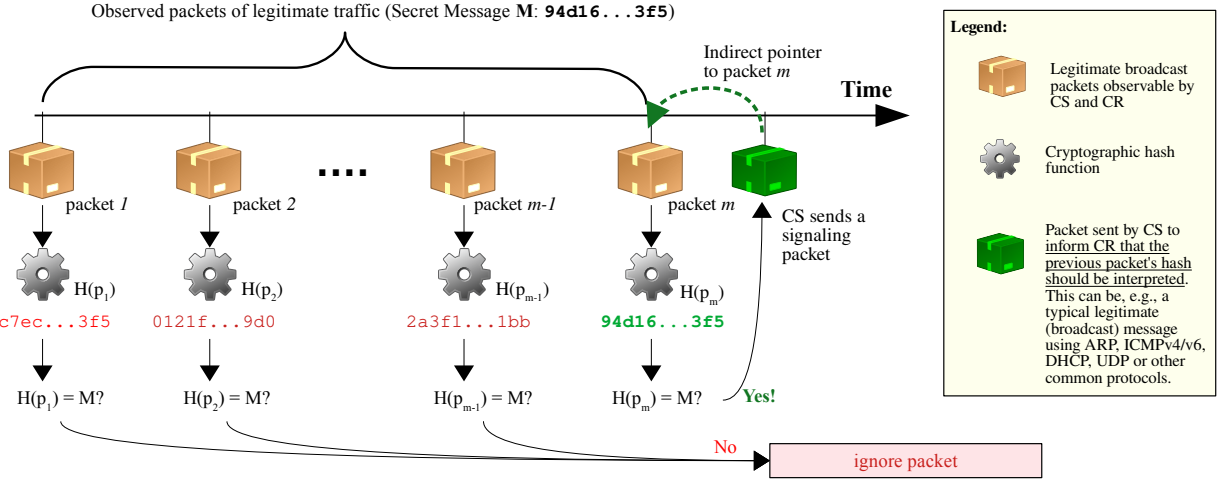 Observed packets of legitimate traffic (Secret Message M: 94d16...3f5)
Indirect pointer
to packet m
Time
....
packet 1
packet 2
packet m-1
packet m
CS sends a
signaling
packet
H(p1)
H(p2)
H(pm-1)
H(pm)
c7ec...3f5
0121f...9d0
2a3f1...1bb
94d16...3f5
H(p1) = M?
H(p2) = M?
H(pm-1) = M?
H(pm) = M?
Yes!
No
ignore packet
Legend:
Legitimate broadcast
packets observable by
CS and CR
Cryptographic hash
function
Packet sent by CS to
inform CR that the
previous packet's hash
should be interpreted.
This can be, e.g., a
typical legitimate
(broadcast) message
using ARP, ICMPv4/v6,
DHCP, UDP or other
common protocols.